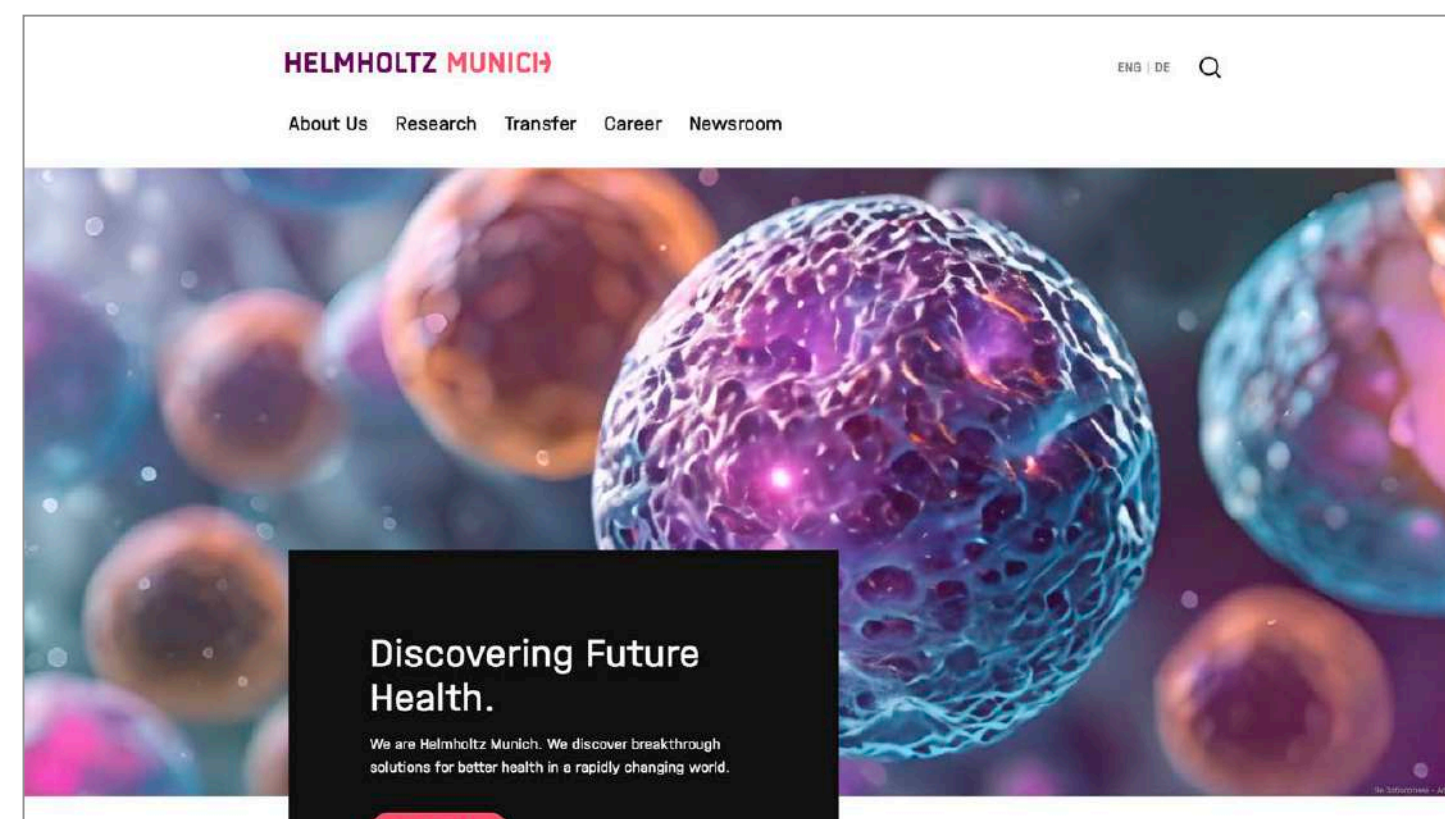 HELMHOLTZ MUNICH
ENG | DE
About Us Research Transfer Career Newsroom
Discovering Future
Health.
We are Helmholtz Munich. We discover breakthrough
solutions for better health in a rapidly changing world.